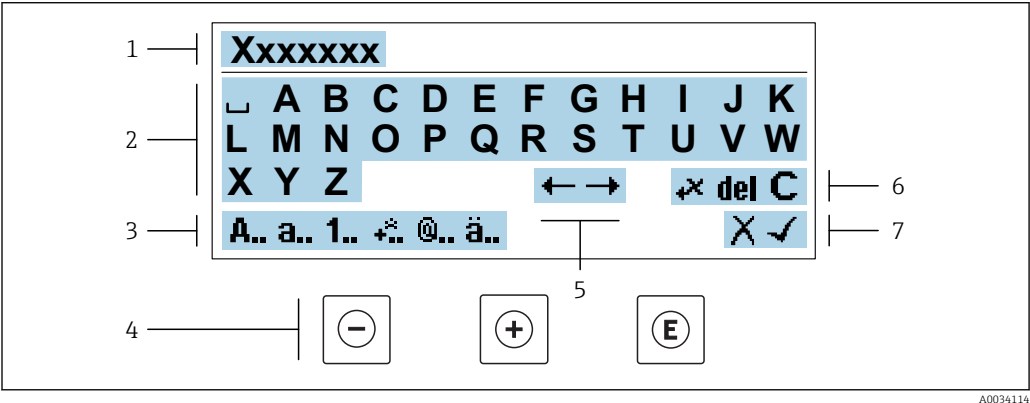 1 Xxxxxxx
␣ A B C D E F G H I J K
2 L M N O P Q R S T U V W
X Y Z ← → +× del C 6
3 A.. a.. 1.. +×.. @.. ä.. X ✓ 7
5
4 − + E
A0034114